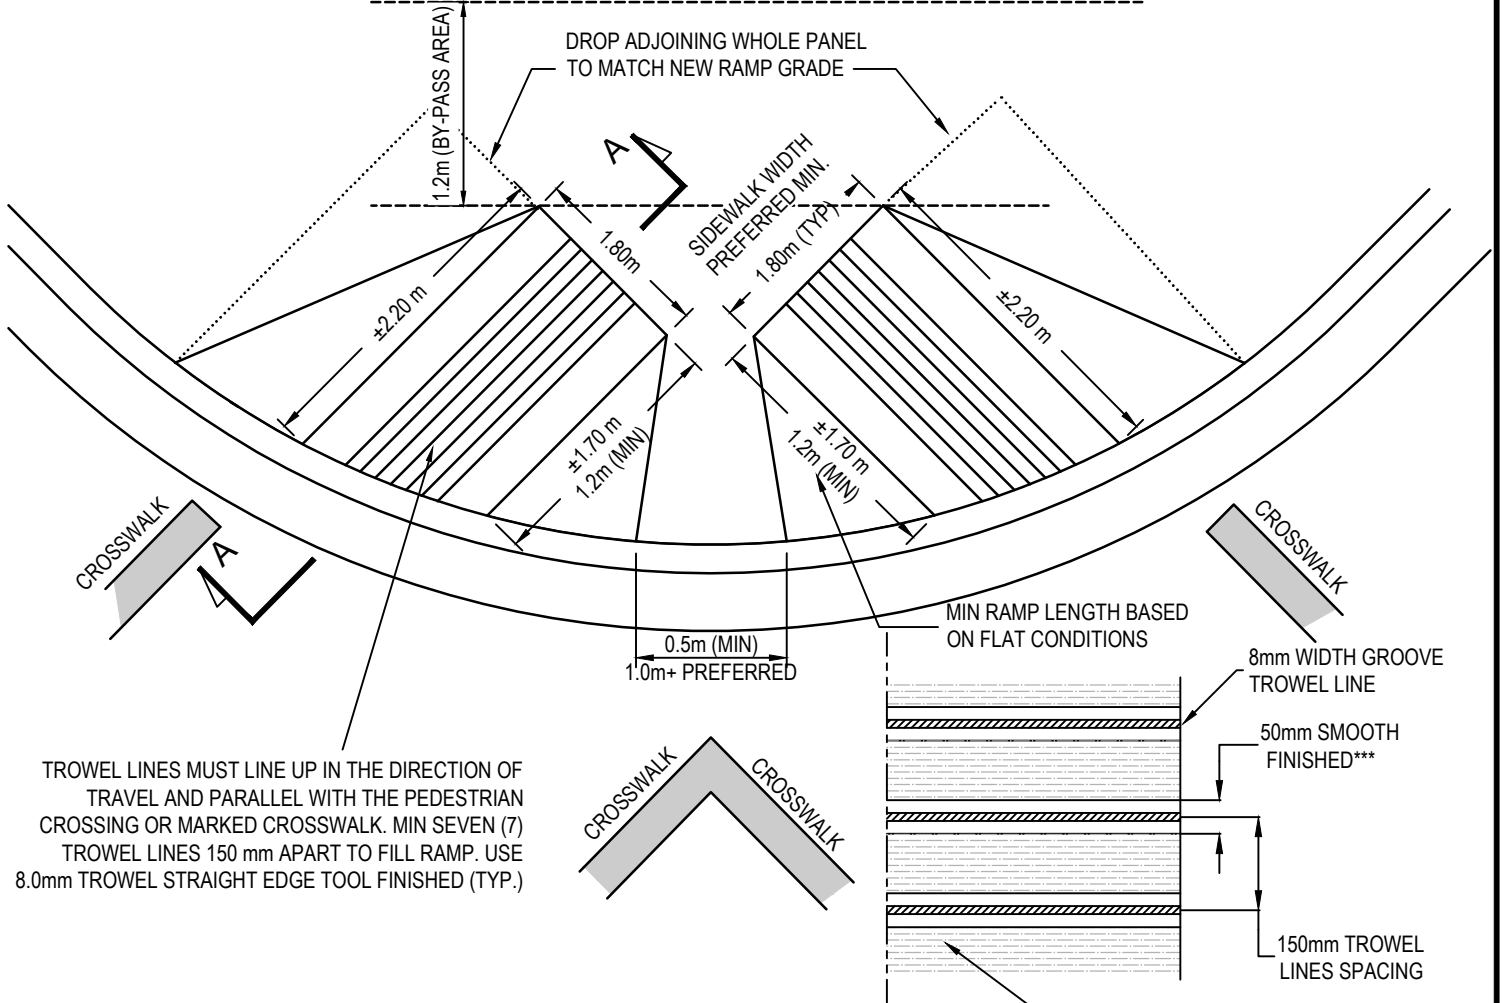 1.2m (BY-PASS AREA)
DROP ADJOINING WHOLE PANEL
TO MATCH NEW RAMP GRADE
A
SIDEWALK WIDTH
PREFERRED MIN.
1.80m (TYP)
1.80m
±2.20 m
±2.20 m
±1.70 m
1.2m (MIN)
±1.70 m
1.2m (MIN)
CROSSWALK
A
CROSSWALK
0.5m (MIN)
1.0m+ PREFERRED
MIN RAMP LENGTH BASED
ON FLAT CONDITIONS
8mm WIDTH GROOVE
TROWEL LINE
50mm SMOOTH
FINISHED***
TROWEL LINES MUST LINE UP IN THE DIRECTION OF
TRAVEL AND PARALLEL WITH THE PEDESTRIAN
CROSSING OR MARKED CROSSWALK. MIN SEVEN (7)
TROWEL LINES 150 mm APART TO FILL RAMP. USE
8.0mm TROWEL STRAIGHT EDGE TOOL FINISHED (TYP.)
CROSSWALK
CROSSWALK
150mm TROWEL
LINES SPACING